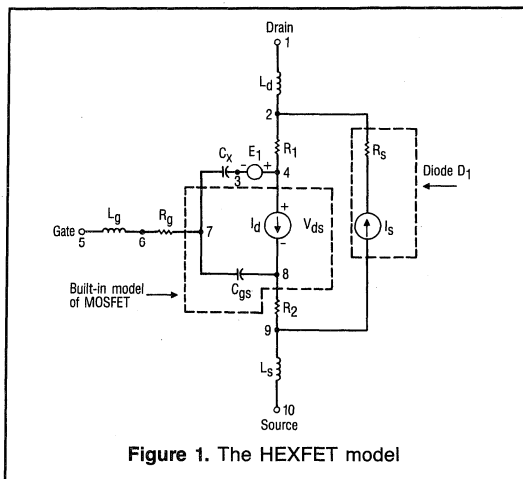 Drain
1
Ld
2
R1
Rs
Cx
- E1 +
3
4
Diode D1
Lg
Rg
+
Id
Vds
-
Is
Gate
5
6
7
8
Cgs
Built-in model
of MOSFET
R2
9
Ls
10
Source
Figure 1. The HEXFET model